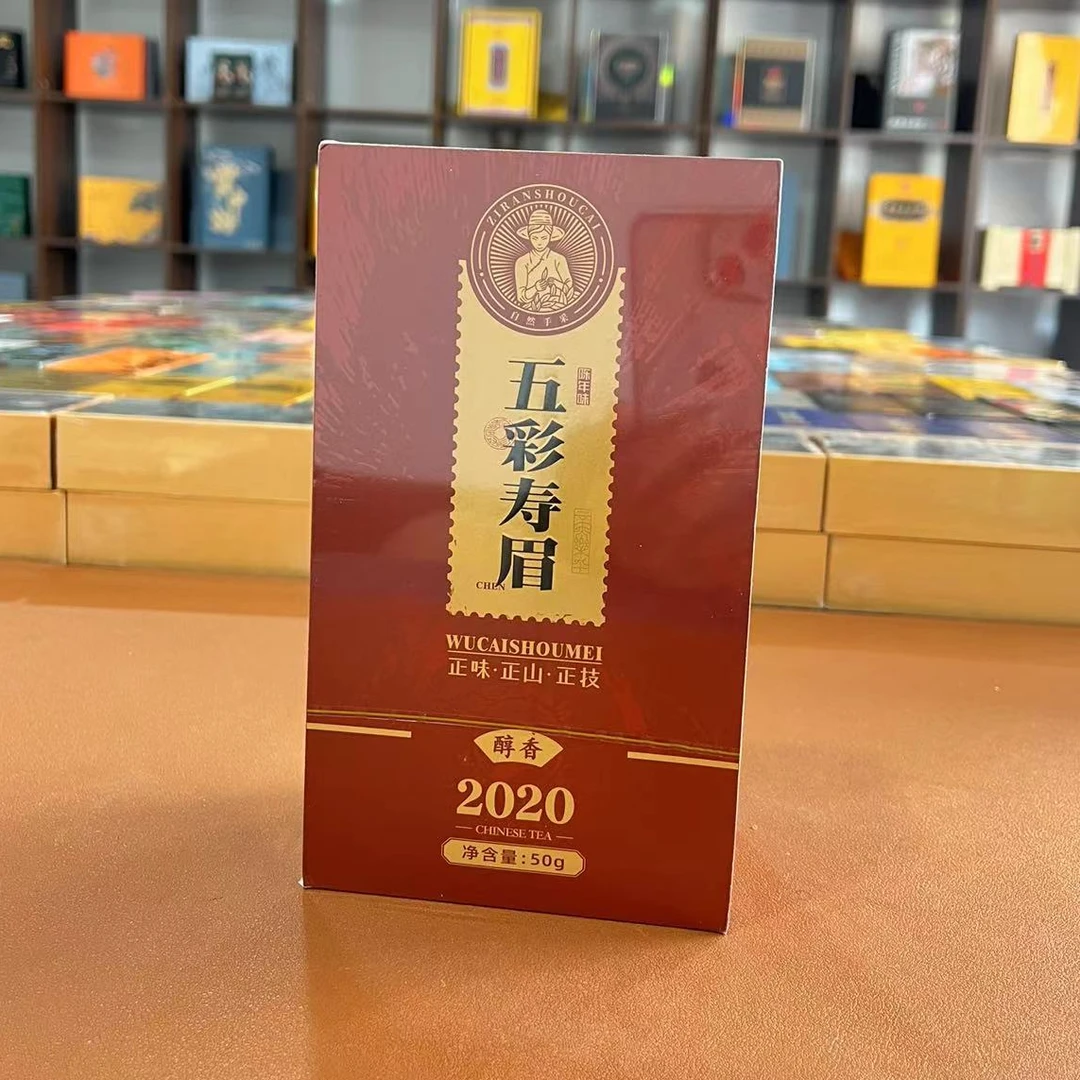 ZIRANSHOUCAI
自然手采
五彩寿眉
陈年味
CHEN
WUCAISHOUMEI
正味·正山·正技
醇香
2020
CHINESE TEA
净含量:50g